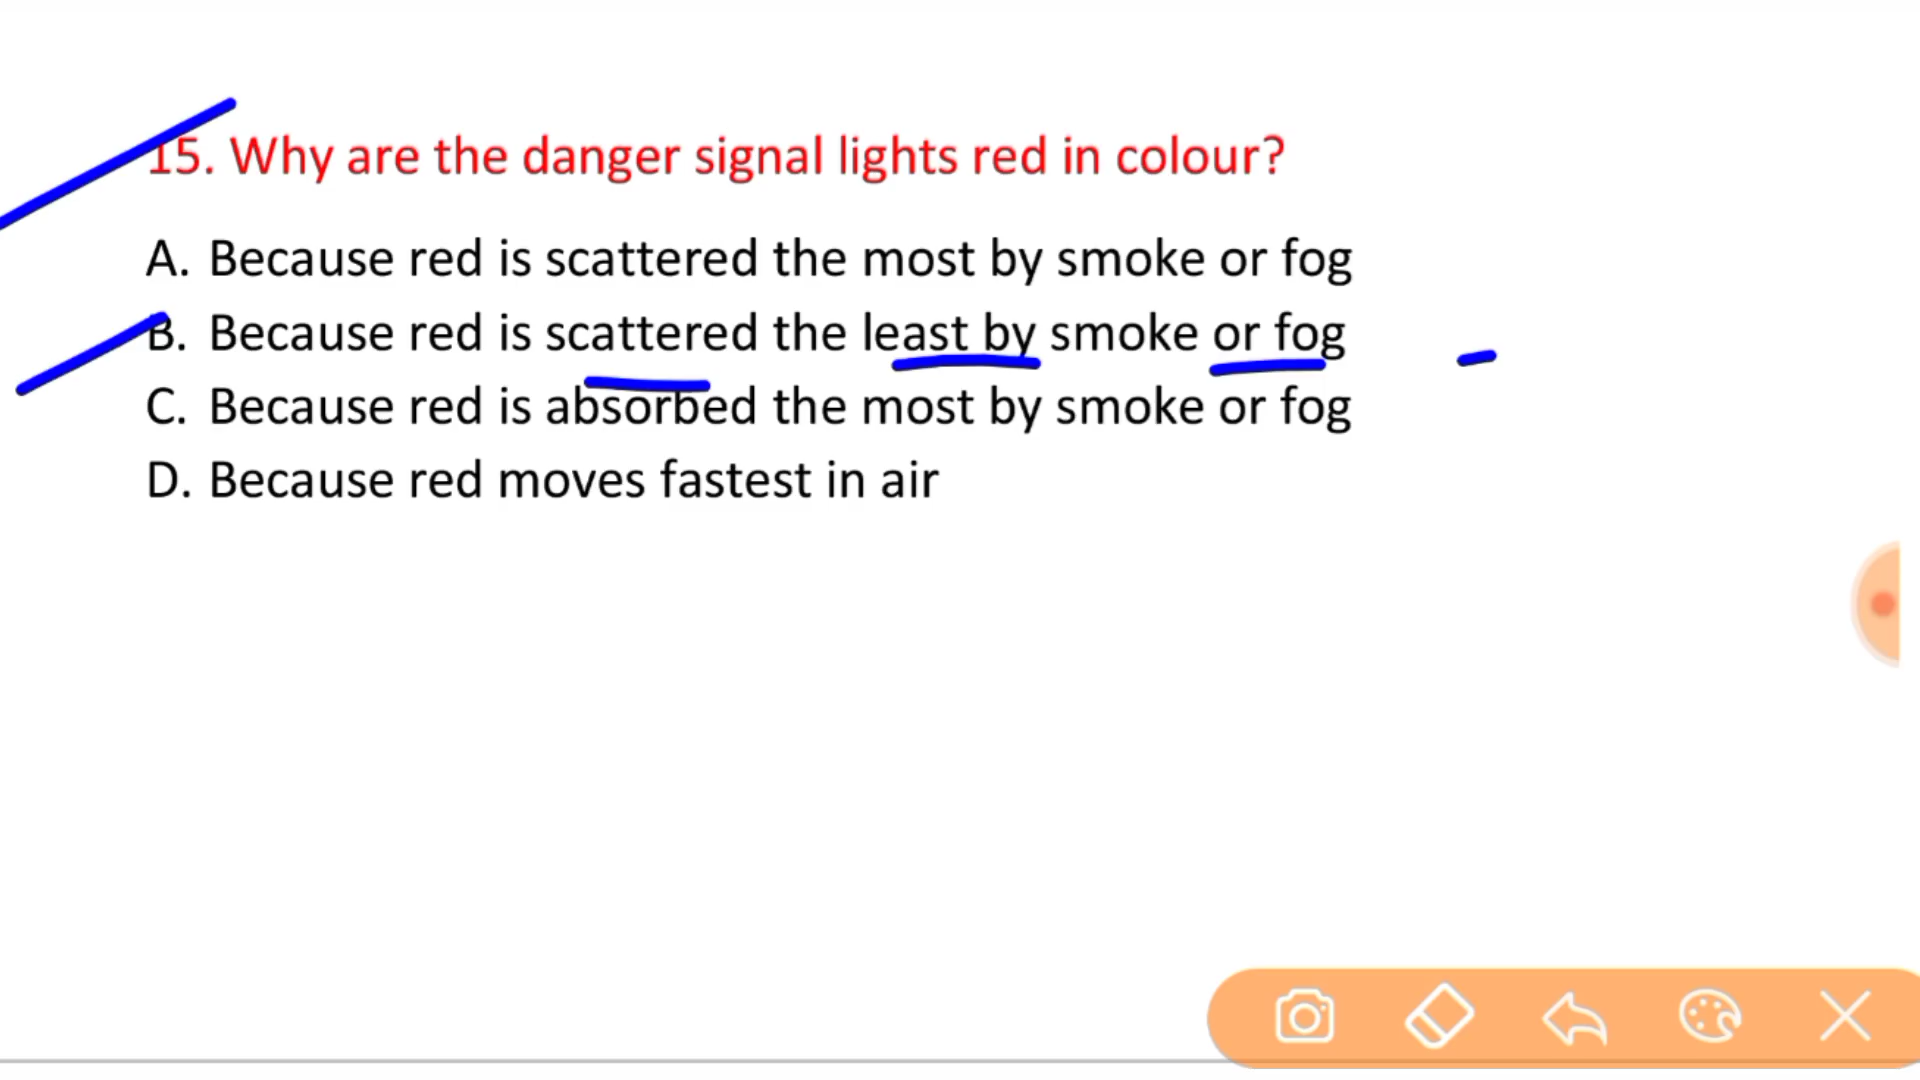 15. Why are the danger signal lights red in colour?
A. Because red is scattered the most by smoke or fog
B. Because red is scattered the least by smoke or fog
C. Because red is absorbed the most by smoke or fog
D. Because red moves fastest in air